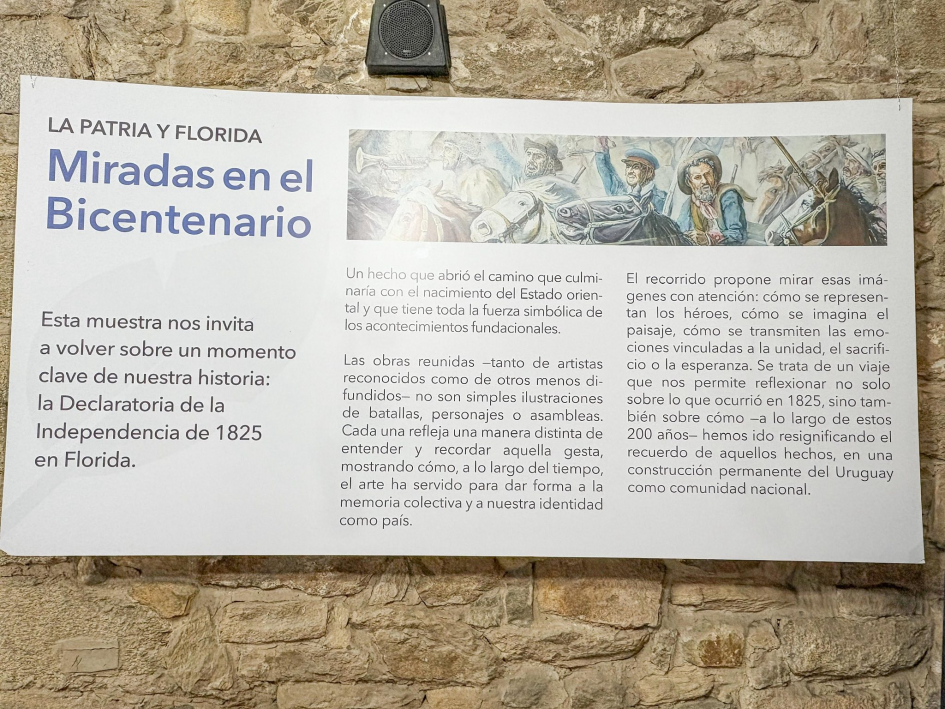 LA PATRIA Y FLORIDA
Miradas en el
Bicentenario
Esta muestra nos invita
a volver sobre un momento
clave de nuestra historia:
la Declaratoria de la
Independencia de 1825
en Florida.
Un hecho que abrió el camino que culmi-
naría con el nacimiento del Estado orien-
tal y que tiene toda la fuerza simbólica de
los acontecimientos fundacionales.
Las obras reunidas —tanto de artistas
reconocidos como de otros menos di-
fundidos— no son simples ilustraciones
de batallas, personajes o asambleas.
Cada una refleja una manera distinta de
entender y recordar aquella gesta,
mostrando cómo, a lo largo del tiempo,
el arte ha servido para dar forma a la
memoria colectiva y a nuestra identidad
como país.
El recorrido propone mirar esas imá-
genes con atención: cómo se represen-
tan los héroes, cómo se imagina el
paisaje, cómo se transmiten las emo-
ciones vinculadas a la unidad, el sacrifi-
cio o la esperanza. Se trata de un viaje
que nos permite reflexionar no solo
sobre lo que ocurrió en 1825, sino tam-
bién sobre cómo —a lo largo de estos
200 años— hemos ido resignificando el
recuerdo de aquellos hechos, en una
construcción permanente del Uruguay
como comunidad nacional.